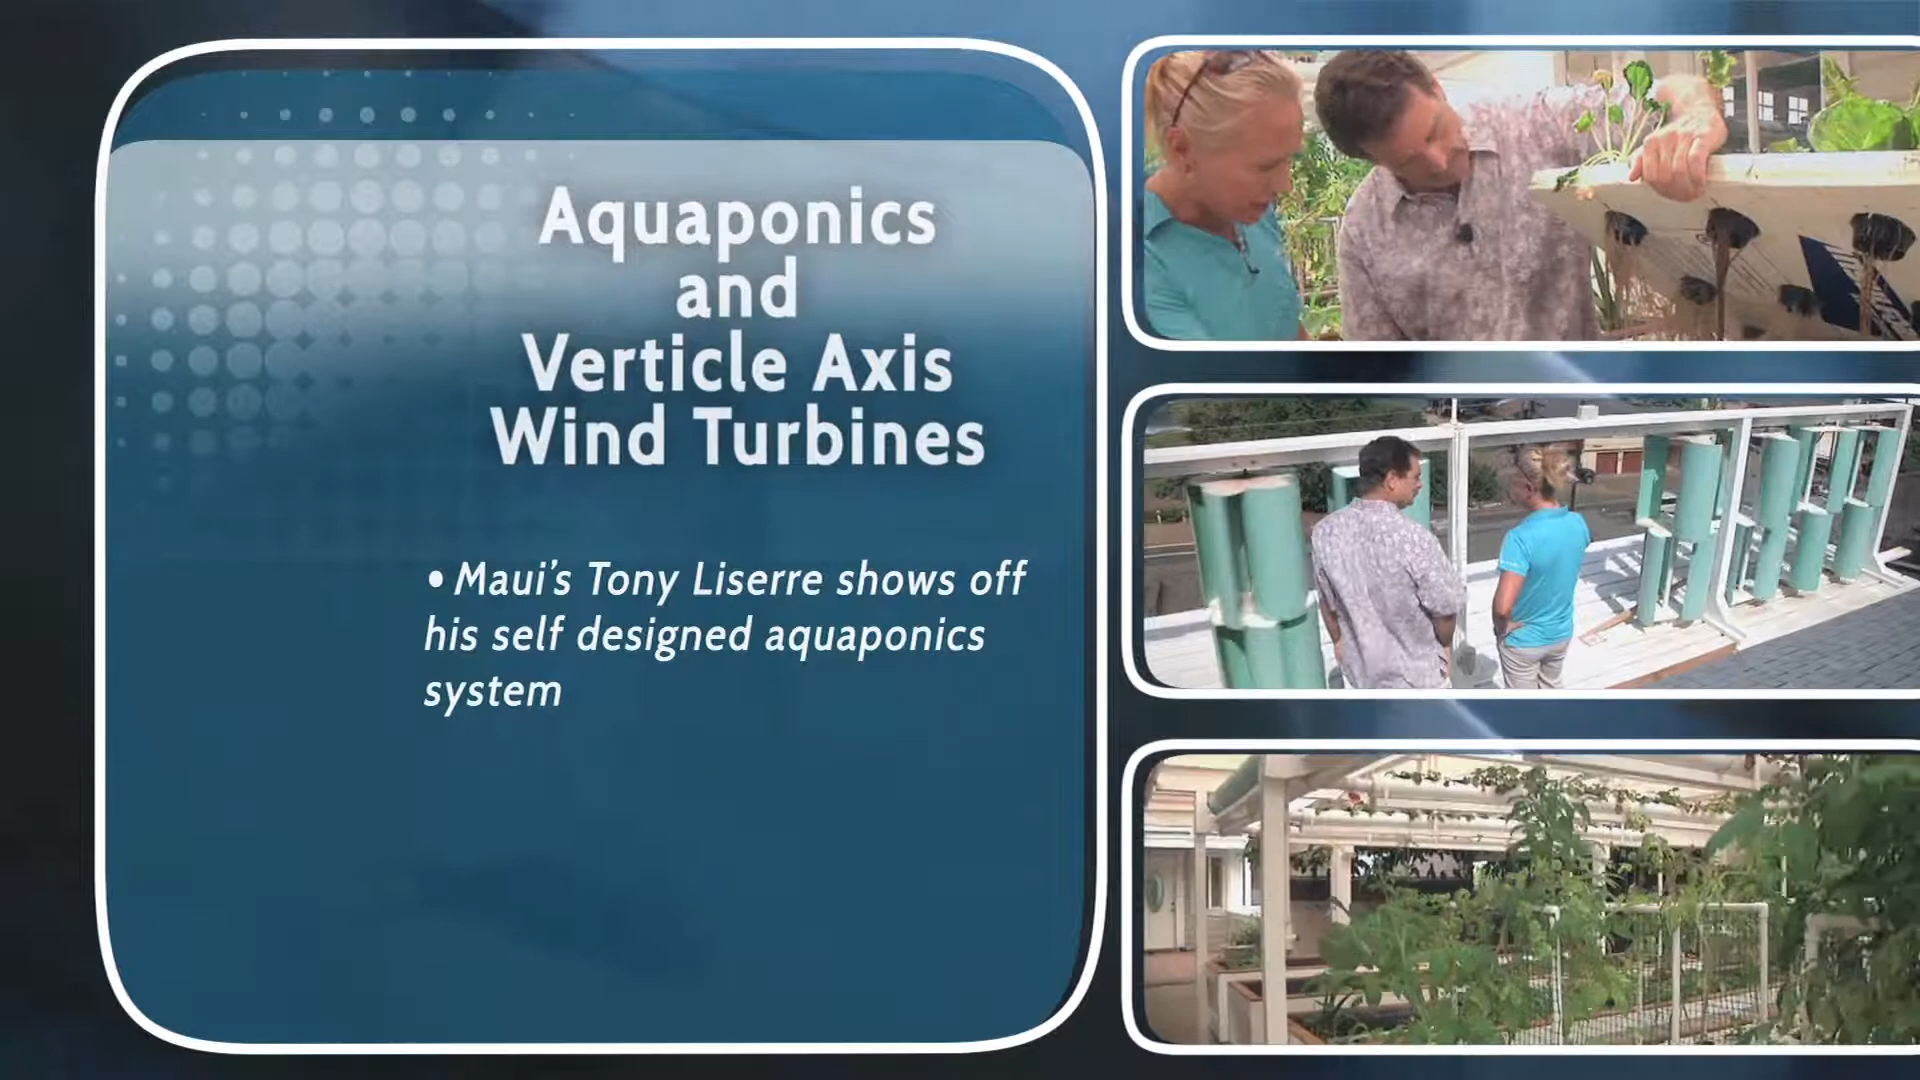 Aquaponics
and
Verticle Axis
Wind Turbines
• Maui's Tony Liserre shows off
his self designed aquaponics
system